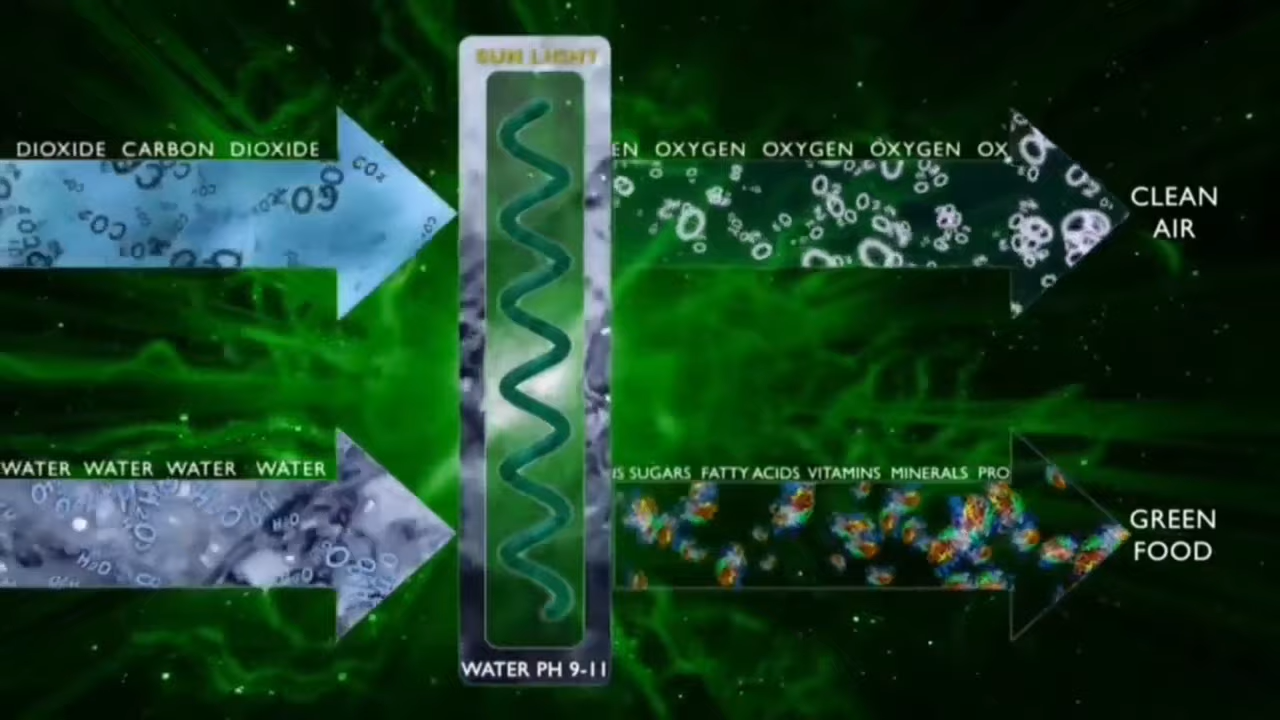 SUN LIGHT
DIOXIDE CARBON DIOXIDE
EN OXYGEN OXYGEN OXYGEN OX
CLEAN
AIR
WATER WATER WATER WATER
SUGARS FATTY ACIDS VITAMINS MINERALS PRO
GREEN
FOOD
WATER PH 9-11